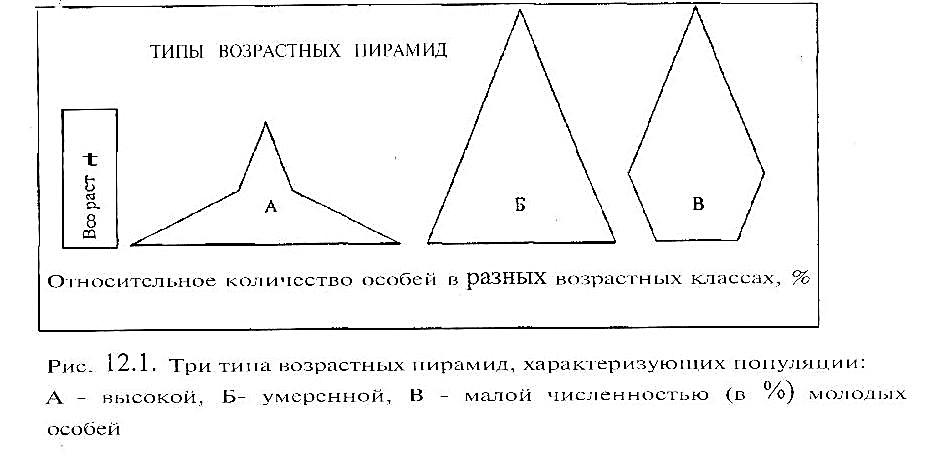 ТИПЫ ВОЗРАСТНЫХ ПИРАМИД
Возраст t
А
Б
В
Относительное количество особей в разных возрастных классах, %
Рис. 12.1. Три типа возрастных пирамид, характеризующих популяции:
А - высокой, Б- умеренной, В - малой численностью (в %) молодых
особей